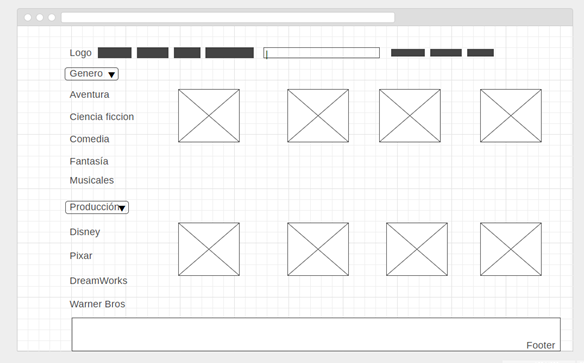 Logo
Genero
Aventura
Ciencia ficcion
Comedia
Fantasía
Musicales
Producción
Disney
Pixar
DreamWorks
Warner Bros
Footer